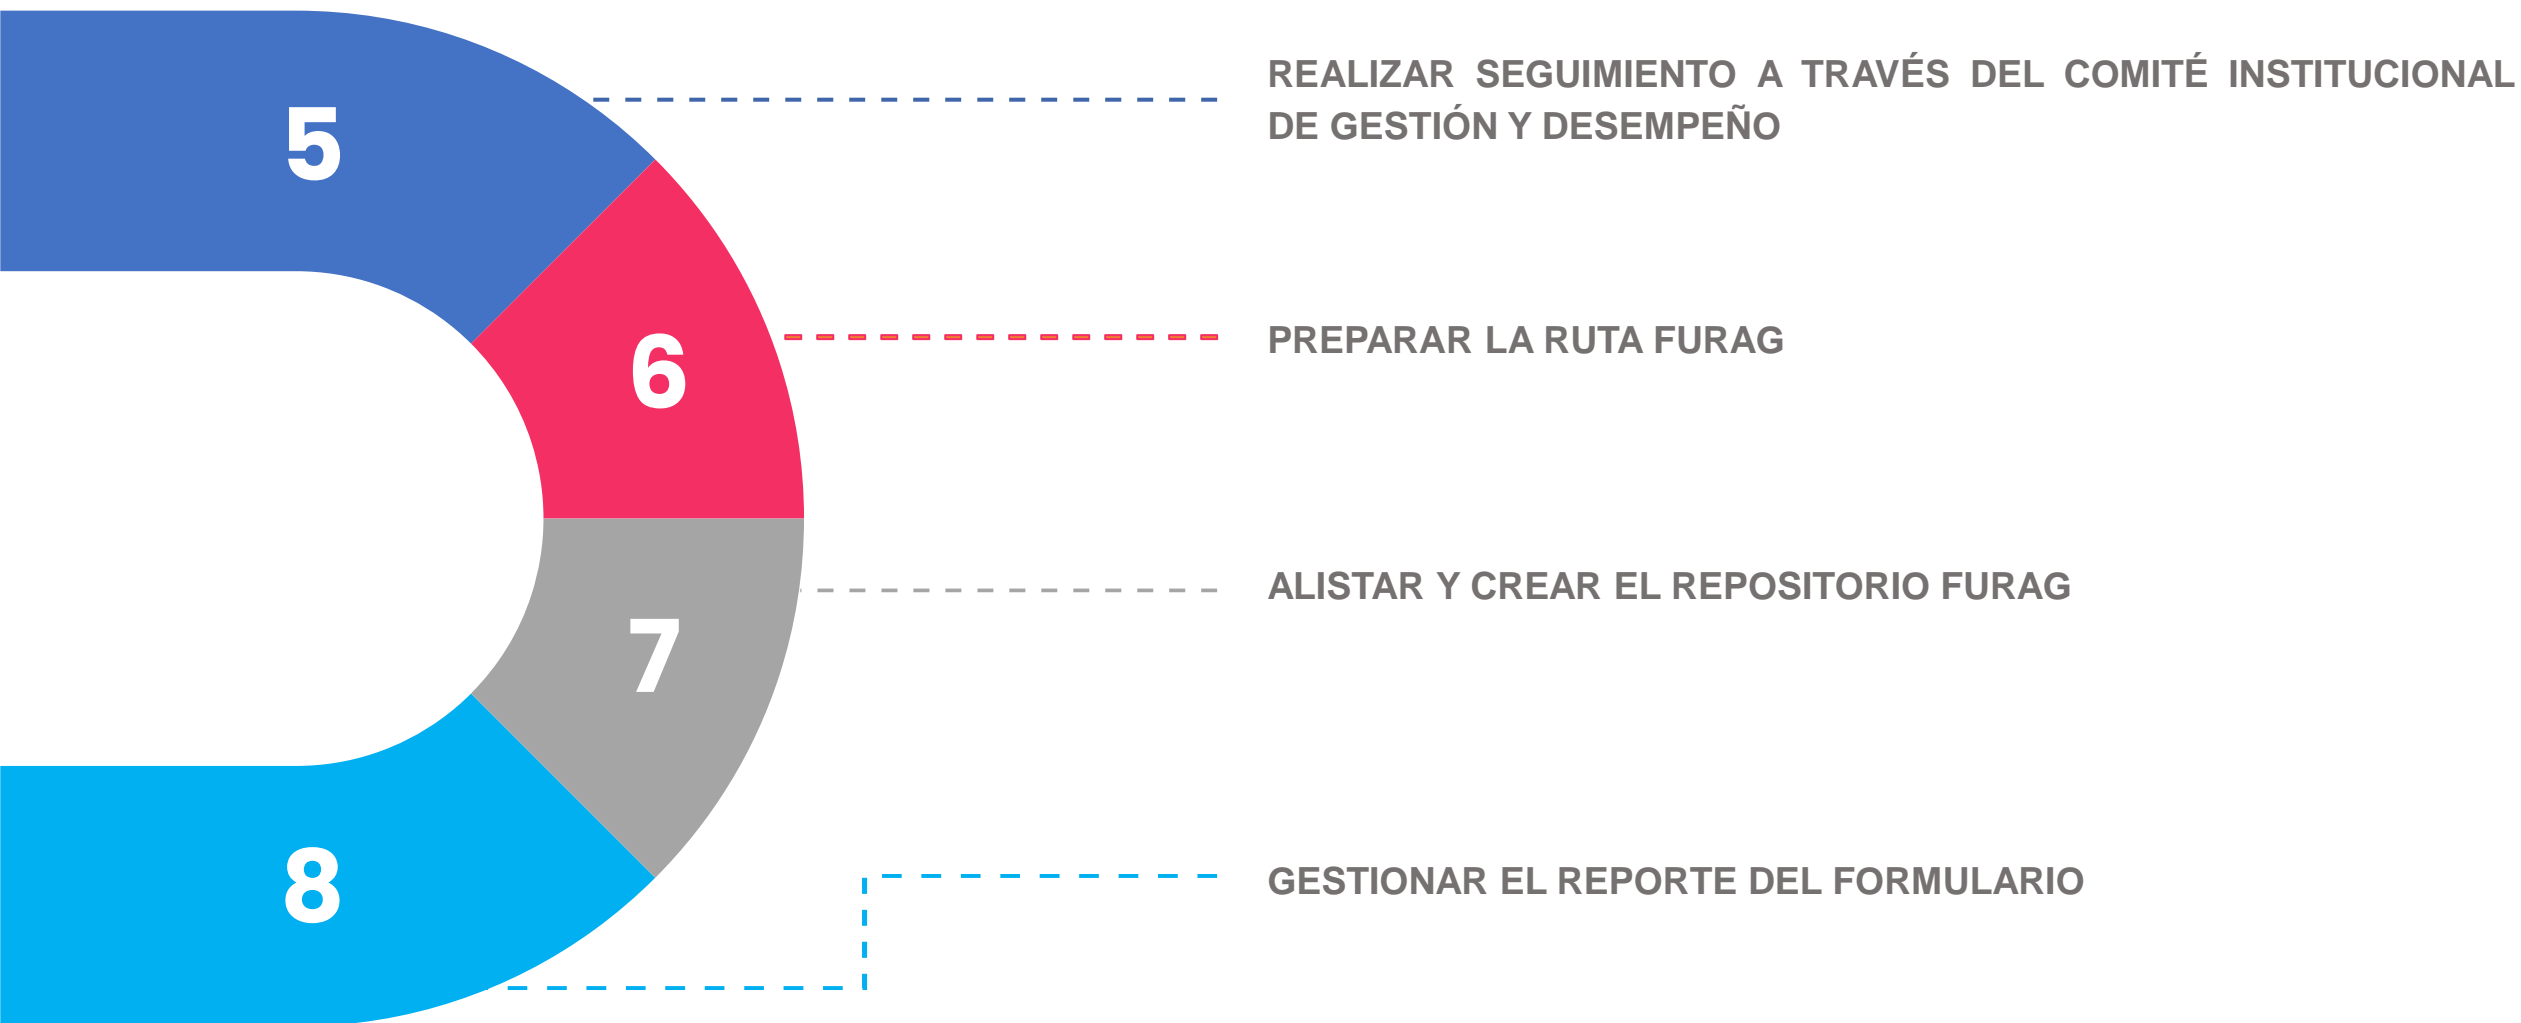 5
REALIZAR SEGUIMIENTO A TRAVÉS DEL COMITÉ INSTITUCIONAL
DE GESTIÓN Y DESEMPEÑO
6
PREPARAR LA RUTA FURAG
7
ALISTAR Y CREAR EL REPOSITORIO FURAG
8
GESTIONAR EL REPORTE DEL FORMULARIO